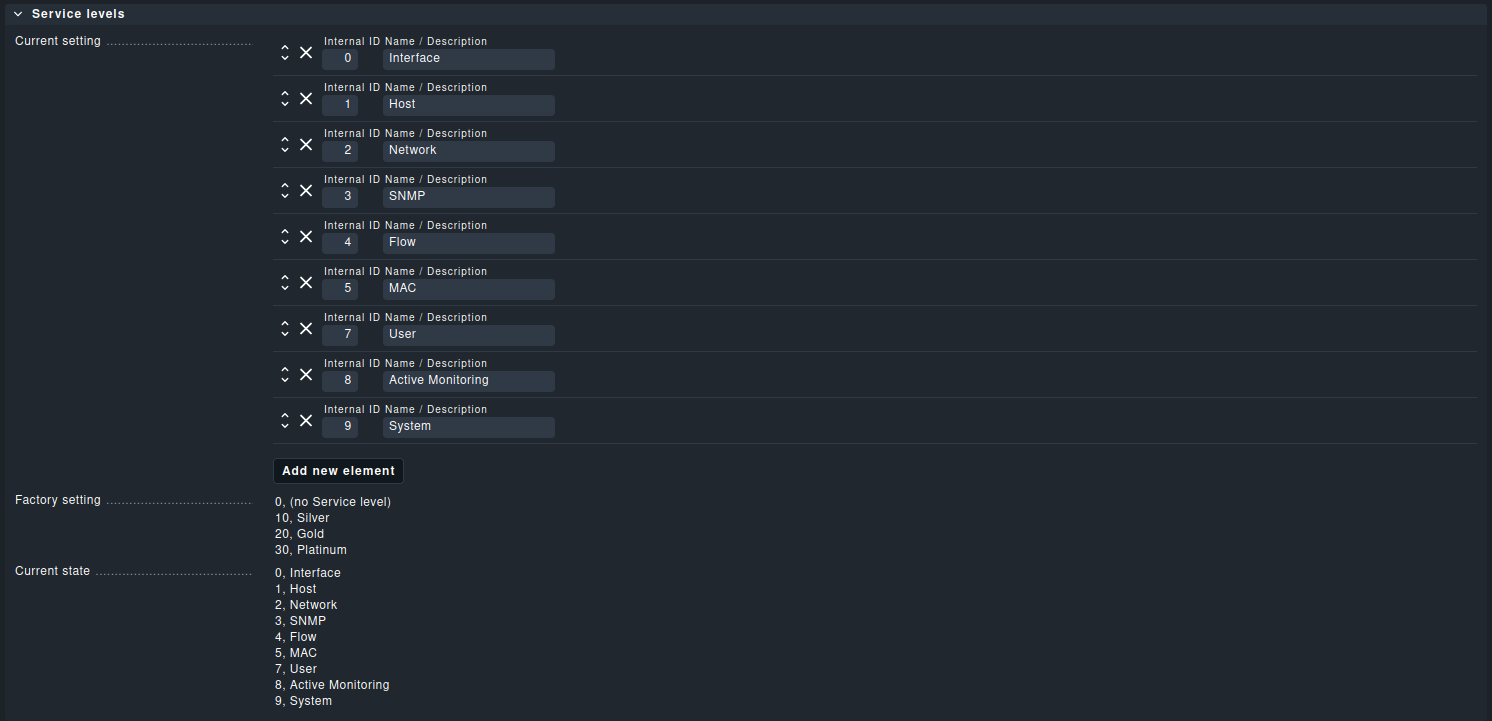 Service levels
Current setting
Internal ID Name / Description
0 Interface
Internal ID Name / Description
1 Host
Internal ID Name / Description
2 Network
Internal ID Name / Description
3 SNMP
Internal ID Name / Description
4 Flow
Internal ID Name / Description
5 MAC
Internal ID Name / Description
7 User
Internal ID Name / Description
8 Active Monitoring
Internal ID Name / Description
9 System
Add new element
Factory setting
0, (no Service level)
10, Silver
20, Gold
30, Platinum
Current state
0, Interface
1, Host
2, Network
3, SNMP
4, Flow
5, MAC
7, User
8, Active Monitoring
9, System